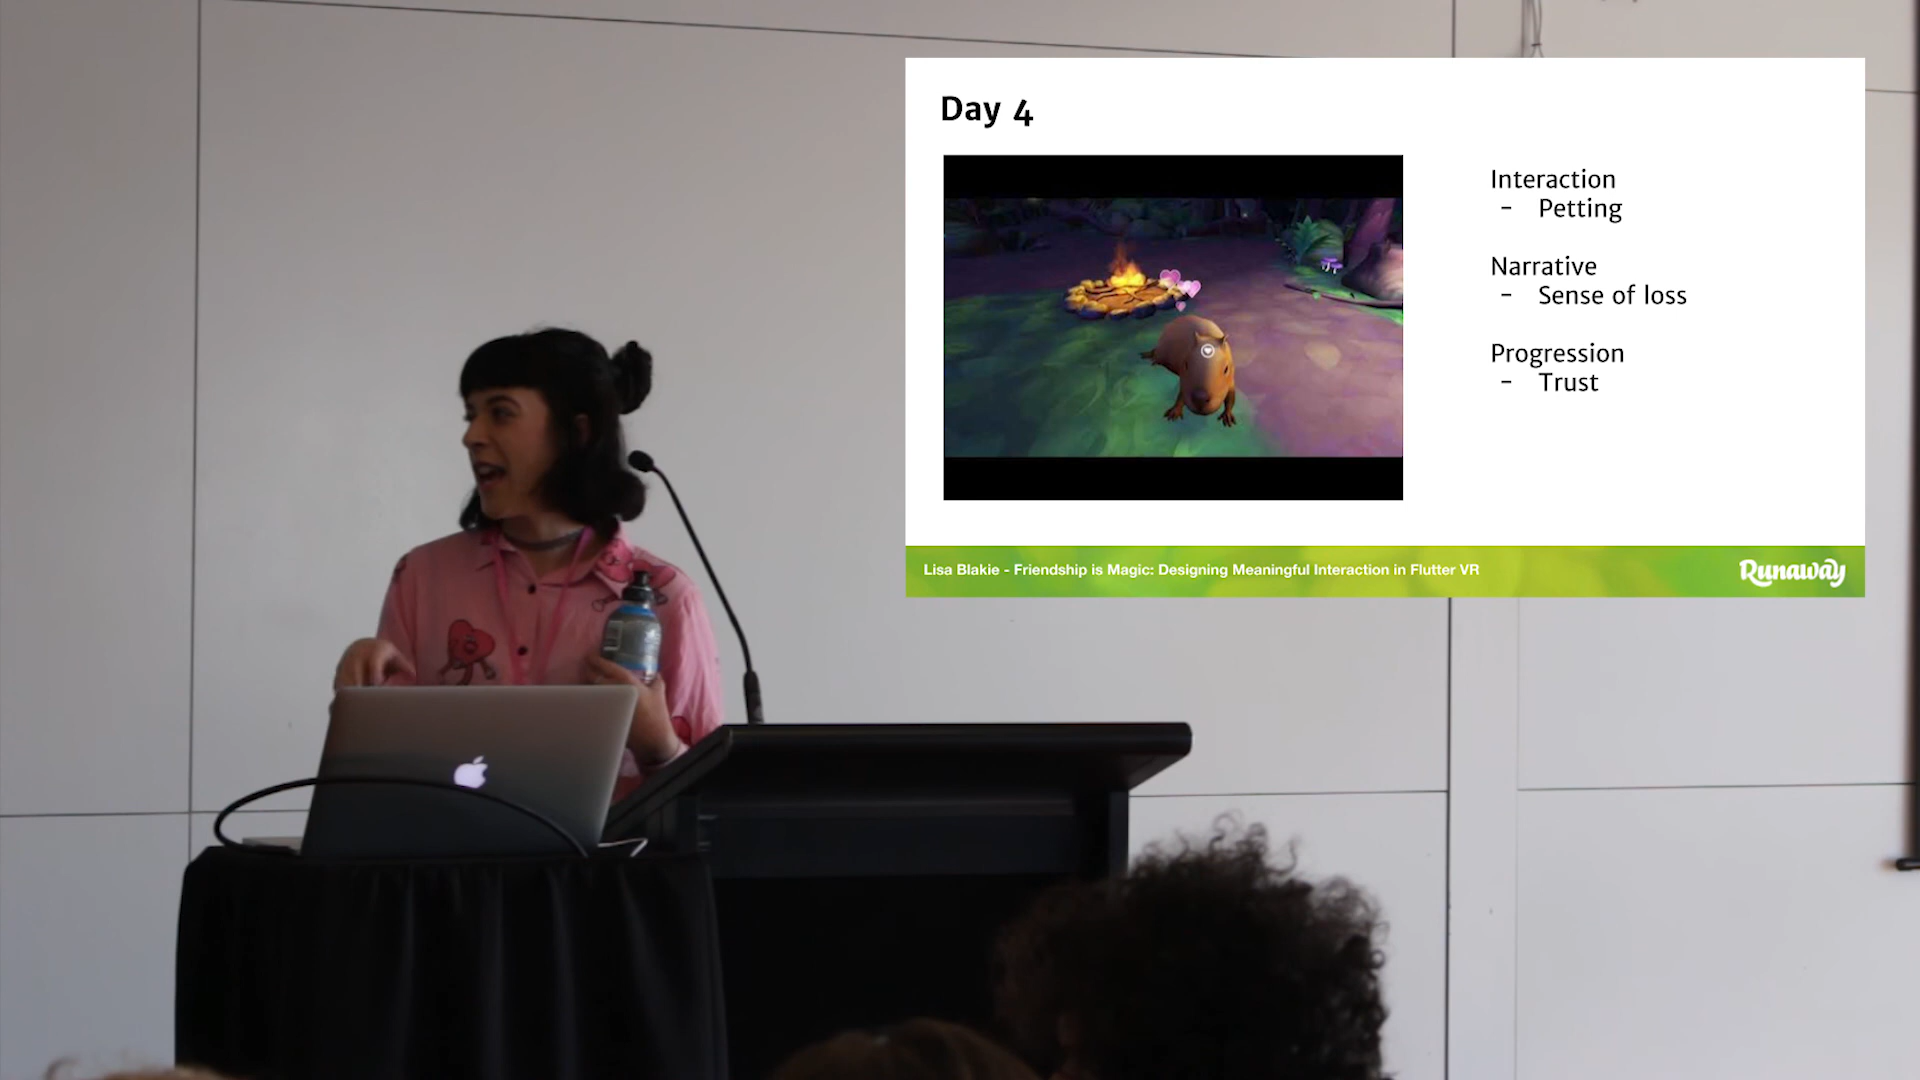 Day 4
Interaction
- Petting
Narrative
- Sense of loss
Progression
- Trust
Lisa Blakie - Friendship is Magic: Designing Meaningful Interaction in Flutter VR
Runaway